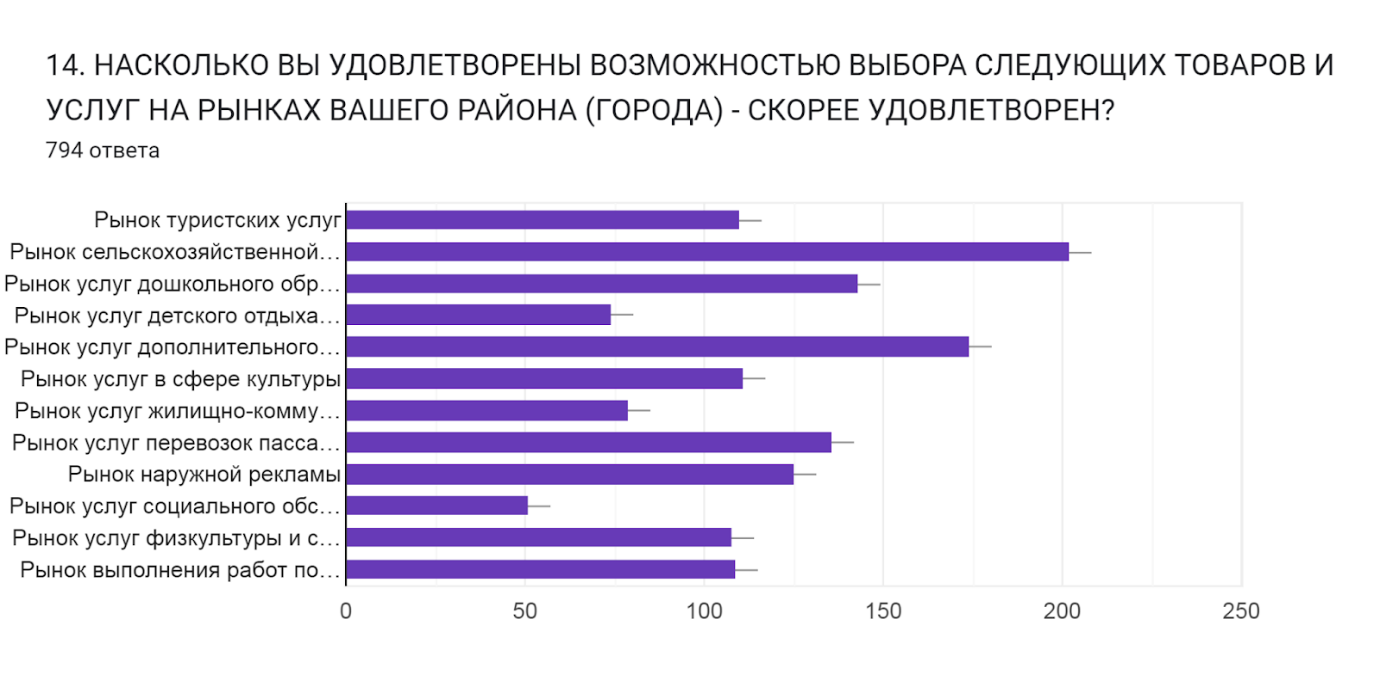 14. НАСКОЛЬКО ВЫ УДОВЛЕТВОРЕНЫ ВОЗМОЖНОСТЬЮ ВЫБОРА СЛЕДУЮЩИХ ТОВАРОВ И
УСЛУГ НА РЫНКАХ ВАШЕГО РАЙОНА (ГОРОДА) - СКОРЕЕ УДОВЛЕТВОРЕН?
794 ответа
Рынок туристских услуг
Рынок сельскохозяйственной…
Рынок услуг дошкольного обр…
Рынок услуг детского отдыха…
Рынок услуг дополнительного…
Рынок услуг в сфере культуры
Рынок услуг жилищно-комму…
Рынок услуг перевозок пасса…
Рынок наружной рекламы
Рынок услуг социального обс…
Рынок услуг физкультуры и с…
Рынок выполнения работ по…
0 50 100 150 200 250